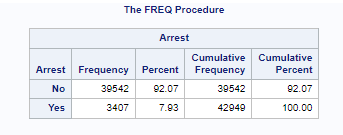 The FREQ Procedure
Arrest
Arrest Frequency Percent Cumulative Frequency Cumulative Percent
No 39542 92.07 39542 92.07
Yes 3407 7.93 42949 100.00